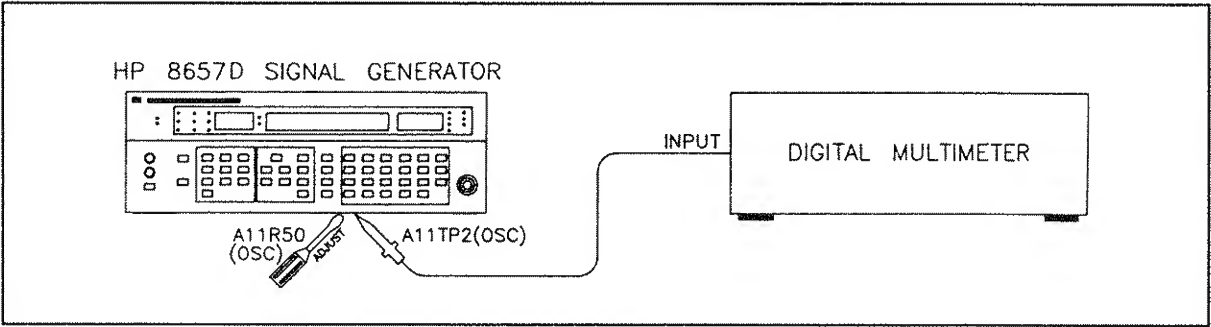 HP 8657D SIGNAL GENERATOR
INPUT
DIGITAL MULTIMETER
A11R50
(OSC)
ADJUST
A11TP2(OSC)